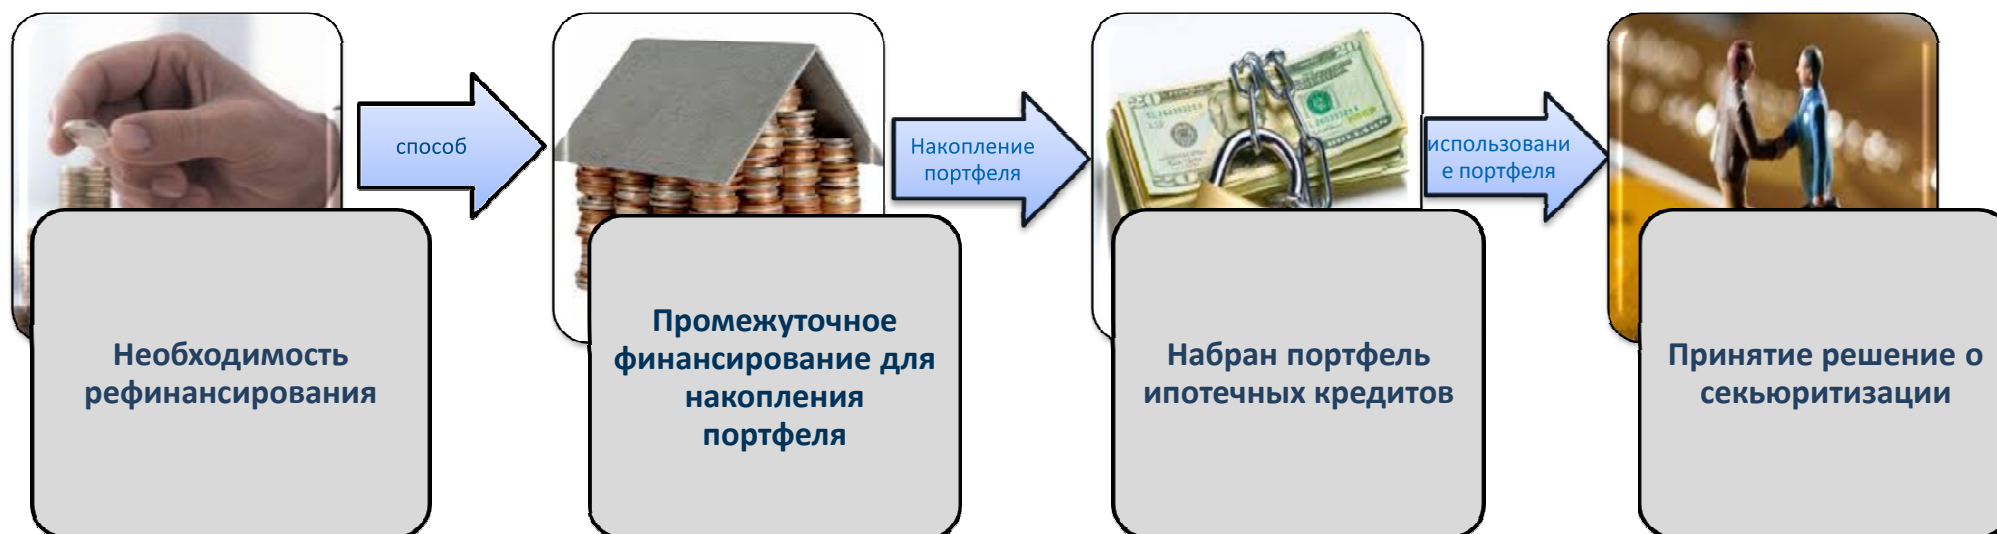 способ
Накопление
портфеля
использовани
е портфеля
Необходимость
рефинансирования
Промежуточное
финансирование для
накопления
портфеля
Набран портфель
ипотечных кредитов
Принятие решение о
секьюритизации